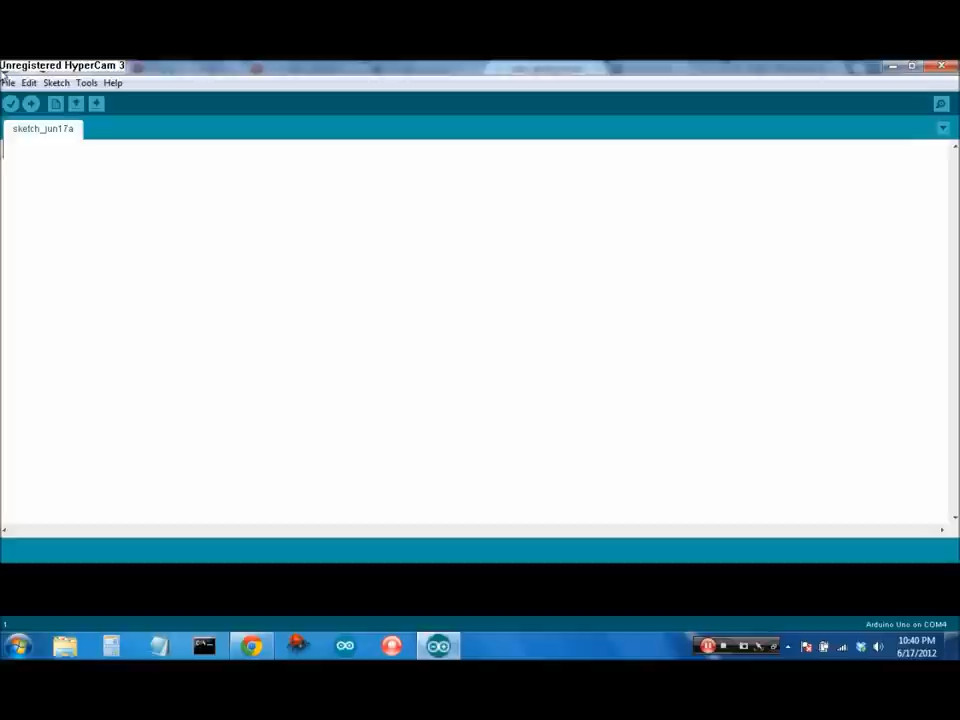 Unregistered HyperCam 3
File Edit Sketch Tools Help
sketch_jun17a
1
Arduino Uno on COM4
10:40 PM
6/17/2012